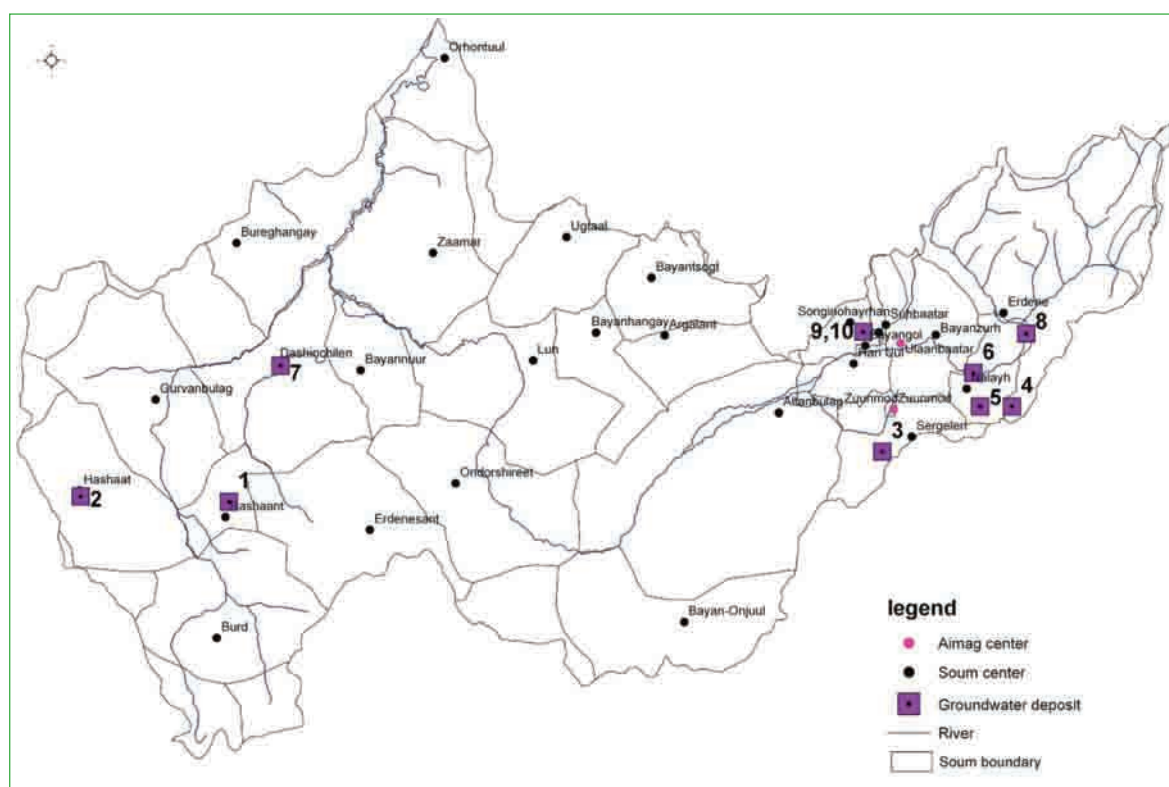 Orhontuul
Bureghangay
Zaamar
Ugtaal
Bayantsogt
Erdene
8
Songinohayrhan
Suhbaatar
9,10
Bayangol
Bayanzurh
Ulaanbaatar
Han Uul
Bayanhangay
Argalant
Lun
6
Dashinchilen
7
Bayannuur
Nalayh
5
4
Gurvanbulag
Altanbulag
Zuunmod
Zuunmod
3
Sergelen
Hashaat
2
1
Rashaant
Ondorshireet
Erdenesant
Burd
Bayan-Onjuul
legend
Aimag center
Soum center
Groundwater deposit
River
Soum boundary